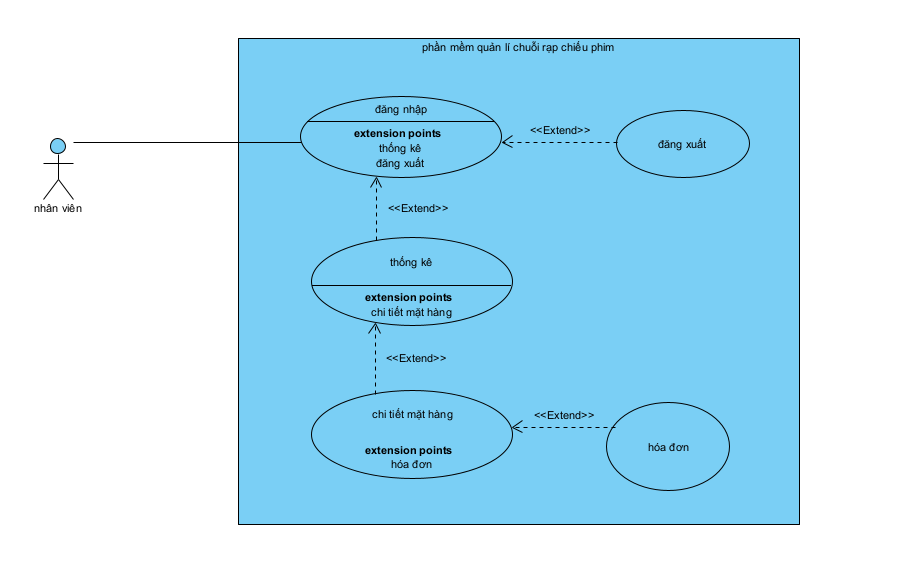 phần mềm quản lí chuỗi rạp chiếu phim
đăng nhập
extension points
thống kê
đăng xuất
<<Extend>>
đăng xuất
nhân viên
<<Extend>>
thống kê
extension points
chi tiết mặt hàng
<<Extend>>
chi tiết mặt hàng
extension points
hóa đơn
<<Extend>>
hóa đơn